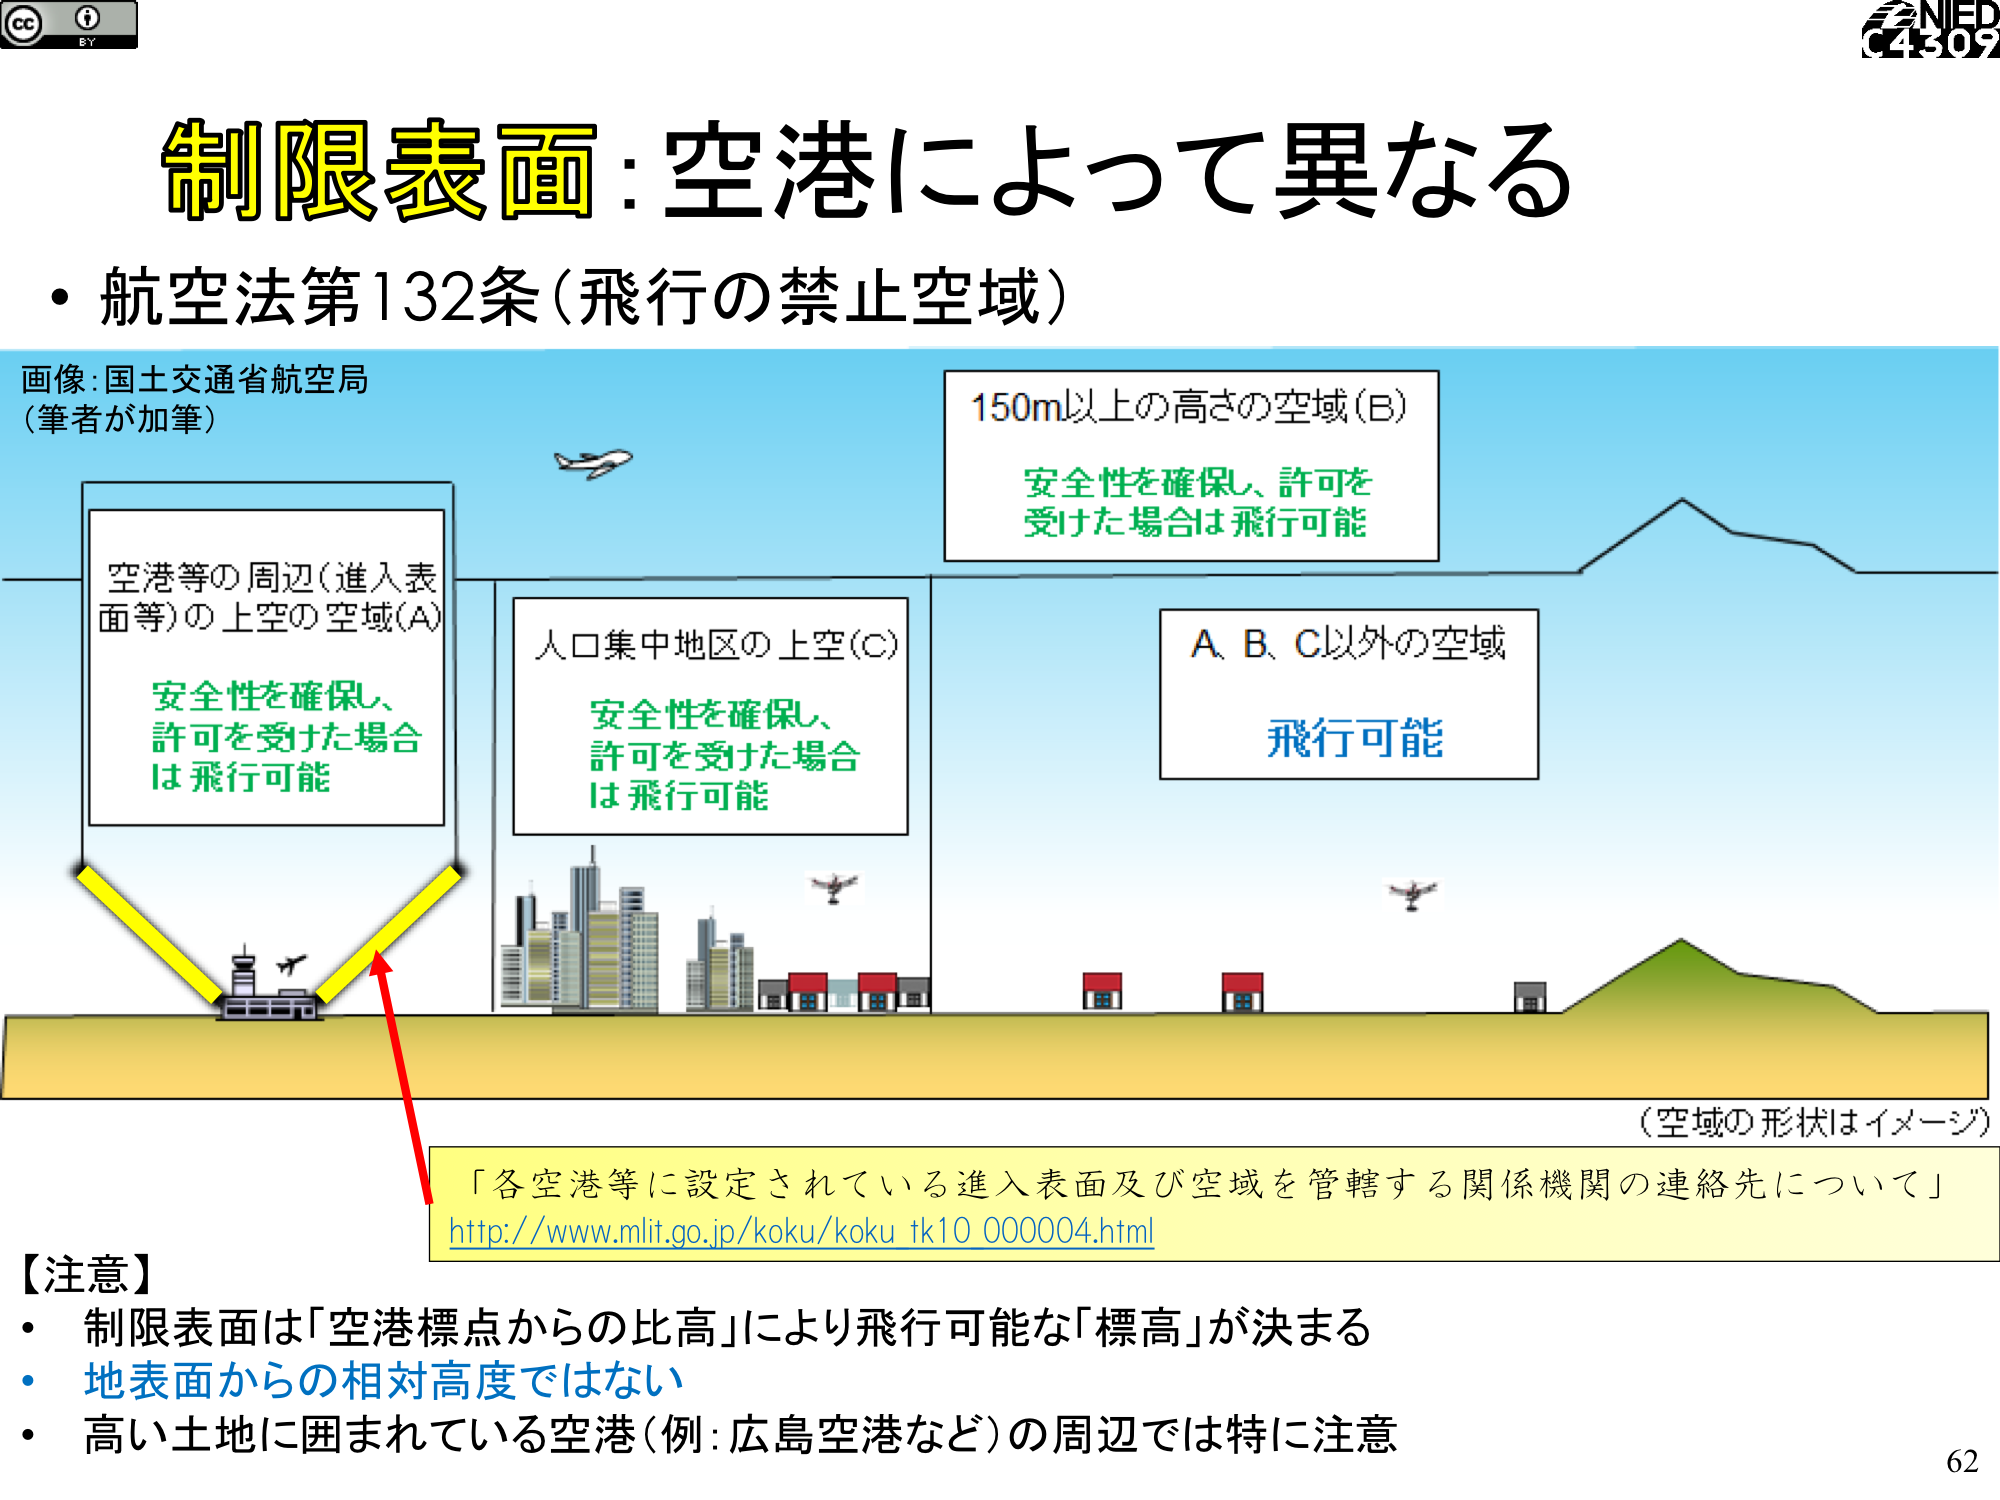 cc
BY
NIED
C4309
制限表面：空港によって異なる
• 航空法第132条（飛行の禁止空域）
画像：国土交通省航空局
（筆者が加筆）
150m以上の高さの空域（B）
安全性を確保し、許可を
受けた場合は飛行可能
空港等の周辺（進入表
面等）の上空の空域（A）
安全性を確保し、
許可を受けた場合
は飛行可能
人口集中地区の上空（C）
安全性を確保し、
許可を受けた場合
は飛行可能
A、B、C以外の空域
飛行可能
（空域の形状はイメージ）
「各空港等に設定されている進入表面及び空域を管轄する関係機関の連絡先について」
http://www.mlit.go.jp/koku/koku_tk10_000004.html
【注意】
• 制限表面は「空港標点からの比高」により飛行可能な「標高」が決まる
• 地表面からの相対高度ではない
• 高い土地に囲まれている空港（例：広島空港など）の周辺では特に注意
62